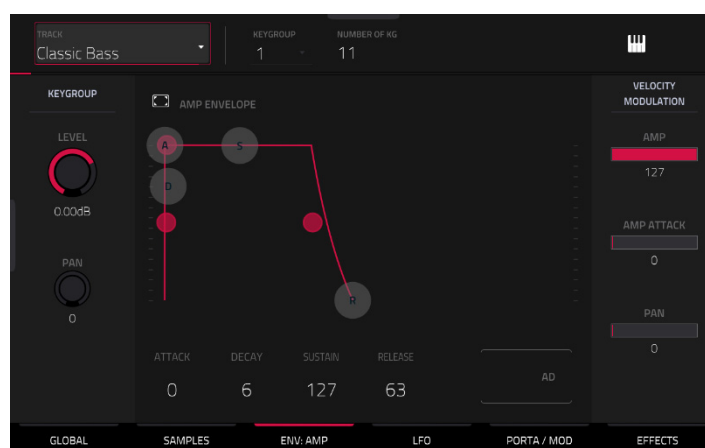 TRACK
Classic Bass
KEYGROUP
1
NUMBER OF KG
11
KEYGROUP
LEVEL
0.00dB
PAN
0
AMP ENVELOPE
A
S
D
R
ATTACK
0
DECAY
6
SUSTAIN
127
RELEASE
63
AD
VELOCITY
MODULATION
AMP
127
AMP ATTACK
0
PAN
0
GLOBAL
SAMPLES
ENV: AMP
LFO
PORTA / MOD
EFFECTS